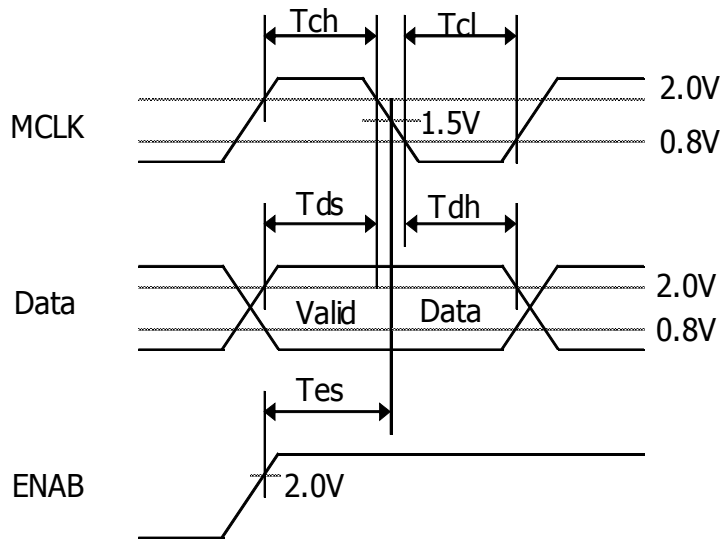 Tch
Tcl
2.0V
MCLK
1.5V
0.8V
Tds
Tdh
2.0V
Data
Valid
Data
0.8V
Tes
ENAB
2.0V